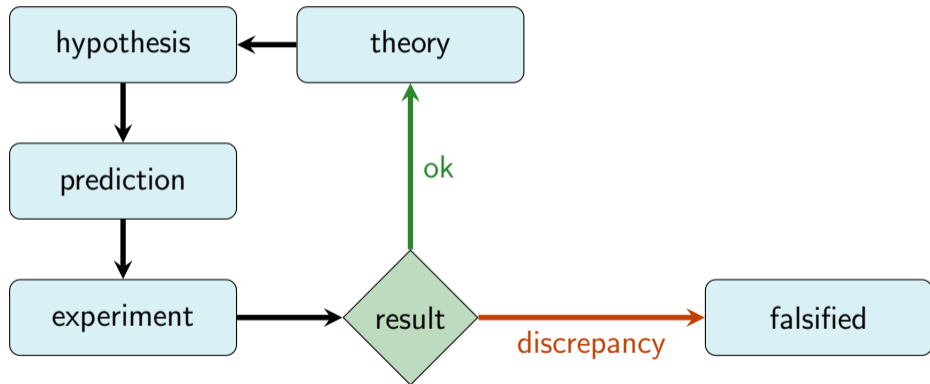 hypothesis
theory
prediction
ok
experiment
result
discrepancy
falsified